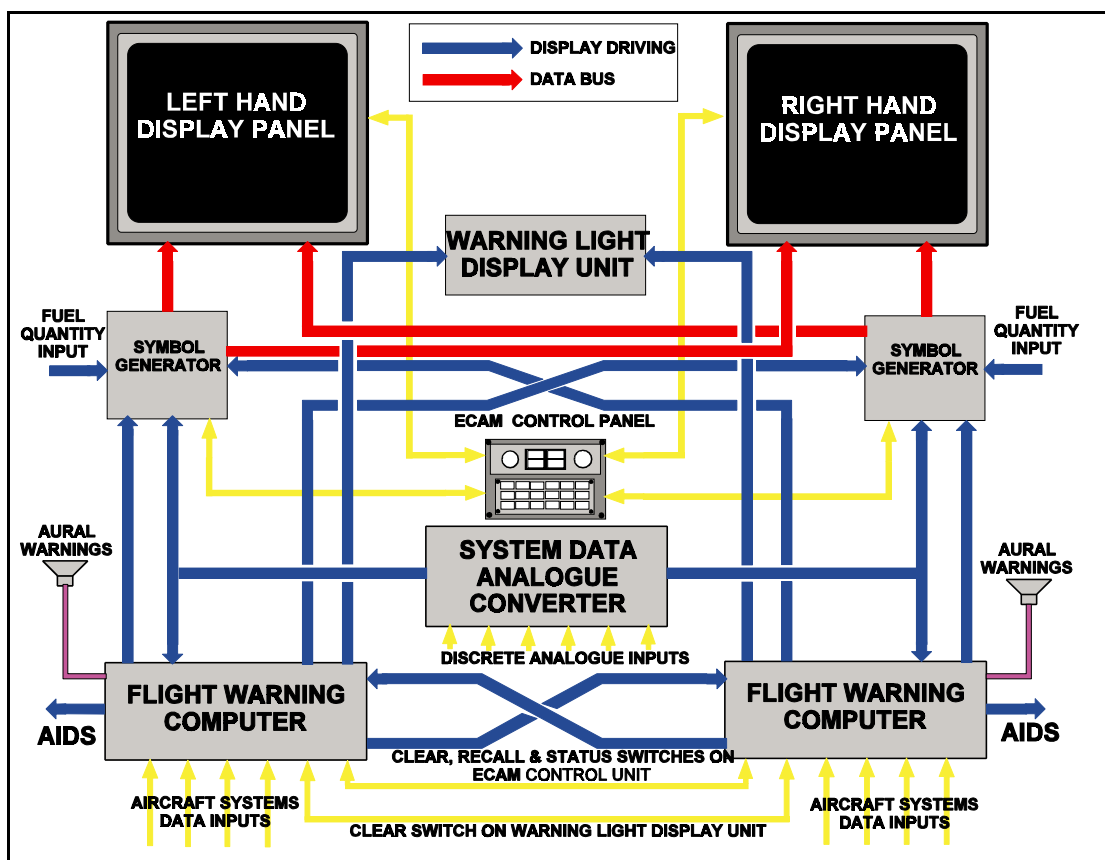 DISPLAY DRIVING
DATA BUS
LEFT HAND
DISPLAY PANEL
RIGHT HAND
DISPLAY PANEL
WARNING LIGHT
DISPLAY UNIT
FUEL
QUANTITY
INPUT
SYMBOL
GENERATOR
SYMBOL
GENERATOR
FUEL
QUANTITY
INPUT
ECAM CONTROL PANEL
AURAL
WARNINGS
SYSTEM DATA
ANALOGUE
CONVERTER
AURAL
WARNINGS
DISCRETE ANALOGUE INPUTS
FLIGHT WARNING
COMPUTER
FLIGHT WARNING
COMPUTER
AIDS
AIDS
CLEAR, RECALL & STATUS SWITCHES ON
ECAM CONTROL UNIT
AIRCRAFT SYSTEMS
DATA INPUTS
AIRCRAFT SYSTEMS
DATA INPUTS
CLEAR SWITCH ON WARNING LIGHT DISPLAY UNIT